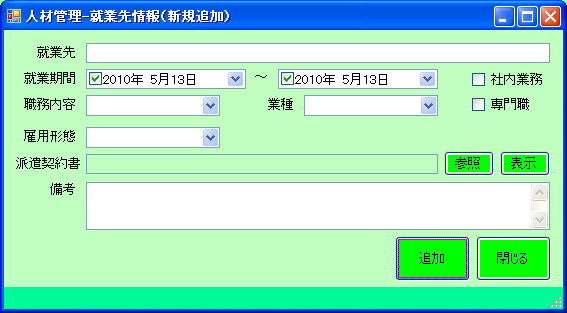 人材管理-就業先情報(新規追加)
就業先
就業期間 2010年 5月13日 ～ 2010年 5月13日 社内業務
職務内容 業種 専門職
雇用形態
派遣契約書 参照 表示
備考
追加 閉じる